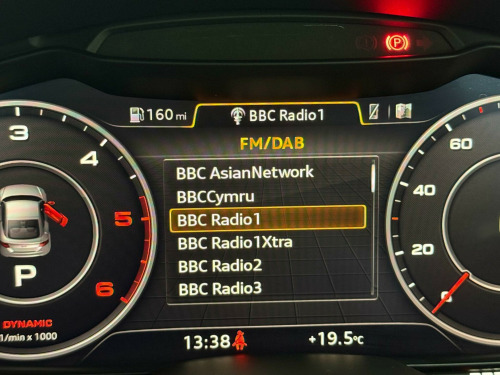 (P)
160 mi
BBC Radio1
FM/DAB
BBC AsianNetwork
BBCCymru
BBC Radio1
BBC Radio1Xtra
BBC Radio2
BBC Radio3
3
4
5
6
P
DYNAMIC
1/min x 1000
60
40
20
0
13:38
+19.5°C